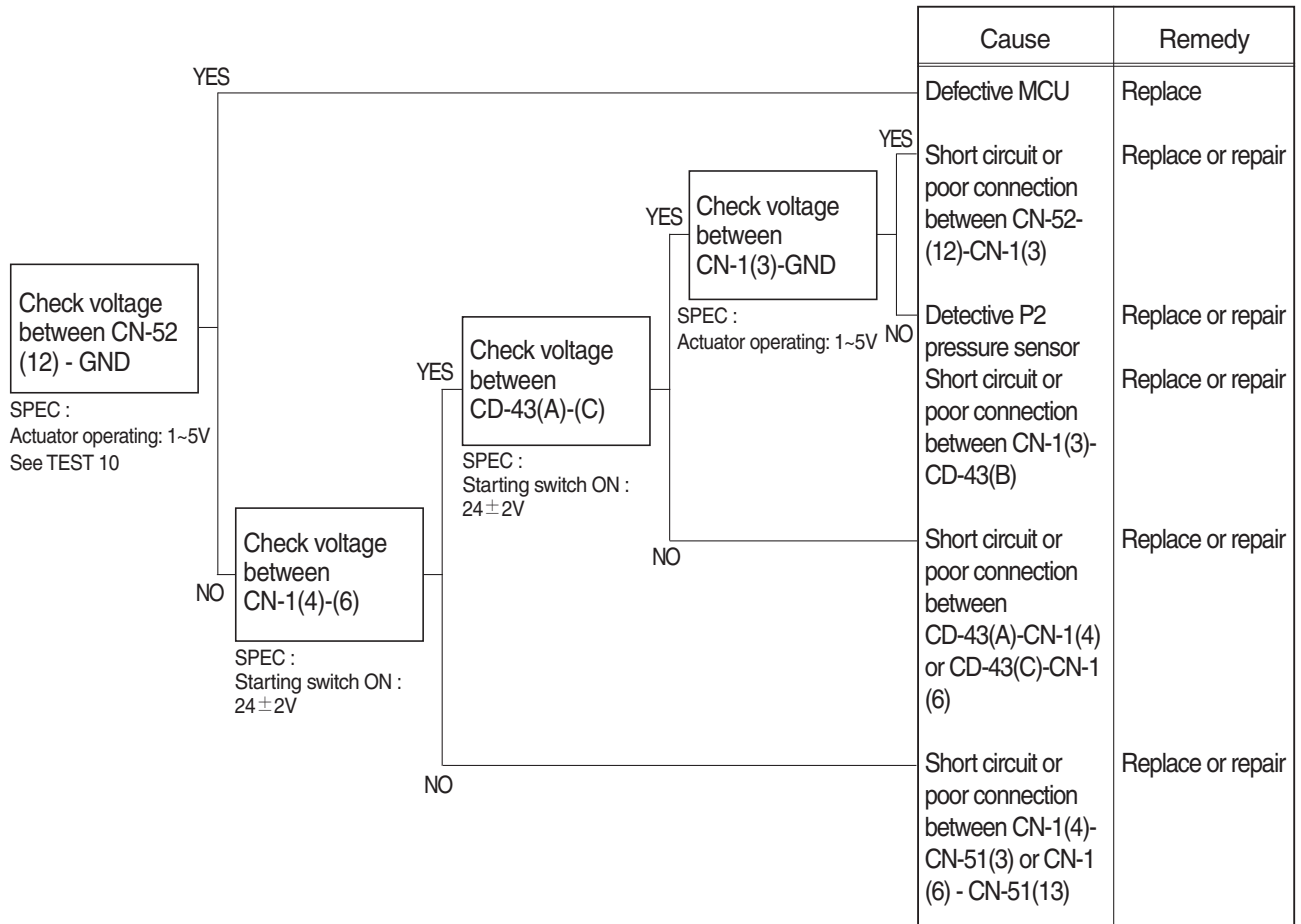 Cause
Remedy
YES
Defective MCU
Replace
YES
Short circuit or
poor connection
between CN-52-
(12)-CN-1(3)
Replace or repair
YES
Check voltage
between
CN-1(3)-GND
SPEC :
Actuator operating: 1~5V
NO
Detective P2
pressure sensor
Replace or repair
Short circuit or
poor connection
between CN-1(3)-
CD-43(B)
Replace or repair
Check voltage
between CN-52
(12) - GND
SPEC :
Actuator operating: 1~5V
See TEST 10
YES
Check voltage
between
CD-43(A)-(C)
SPEC :
Starting switch ON :
24±2V
NO
Short circuit or
poor connection
between
CD-43(A)-CN-1(4)
or CD-43(C)-CN-1
(6)
Replace or repair
NO
Check voltage
between
CN-1(4)-(6)
SPEC :
Starting switch ON :
24±2V
NO
Short circuit or
poor connection
between CN-1(4)-
CN-51(3) or CN-1
(6) - CN-51(13)
Replace or repair